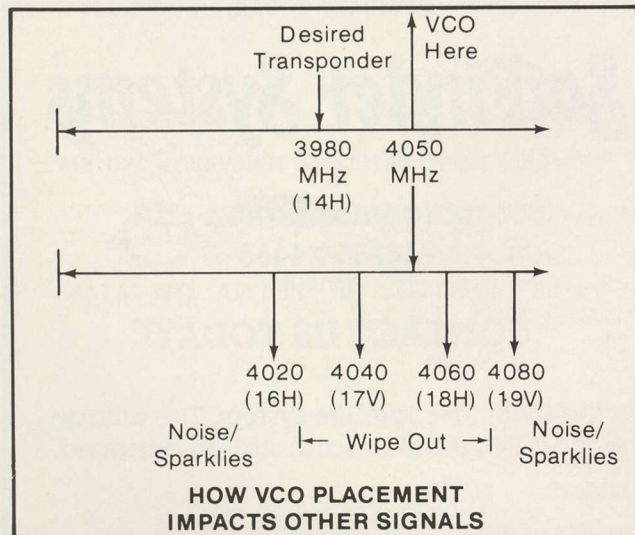 Desired
Transponder
VCO
Here
3980
MHz
(14H)
4050
MHz
4020
(16H)
4040
(17V)
4060
(18H)
4080
(19V)
Noise/
Sparklies
Wipe Out
Noise/
Sparklies
HOW VCO PLACEMENT
IMPACTS OTHER SIGNALS